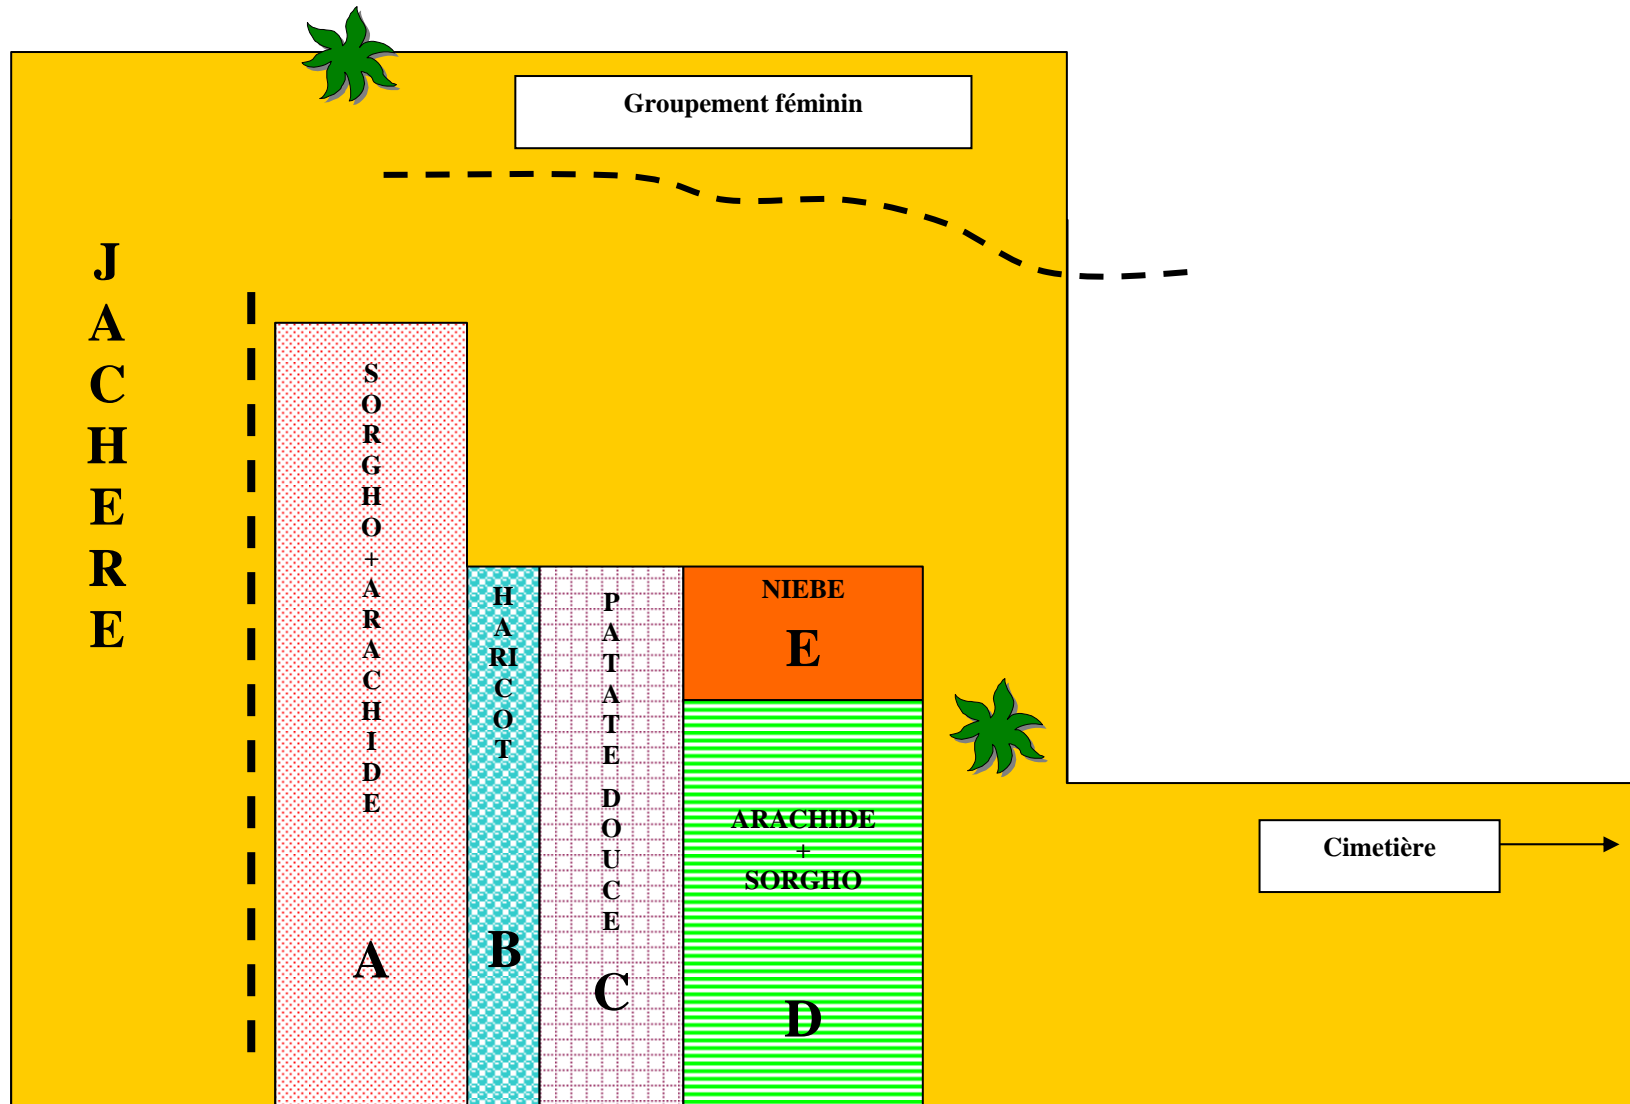 Groupement féminin
JACHERE
SORGHO+ARACHIDE
A
HARICOT
B
PATATE DOUCE
C
NIEBE
E
ARACHIDE
+
SORGHO
D
Cimetière